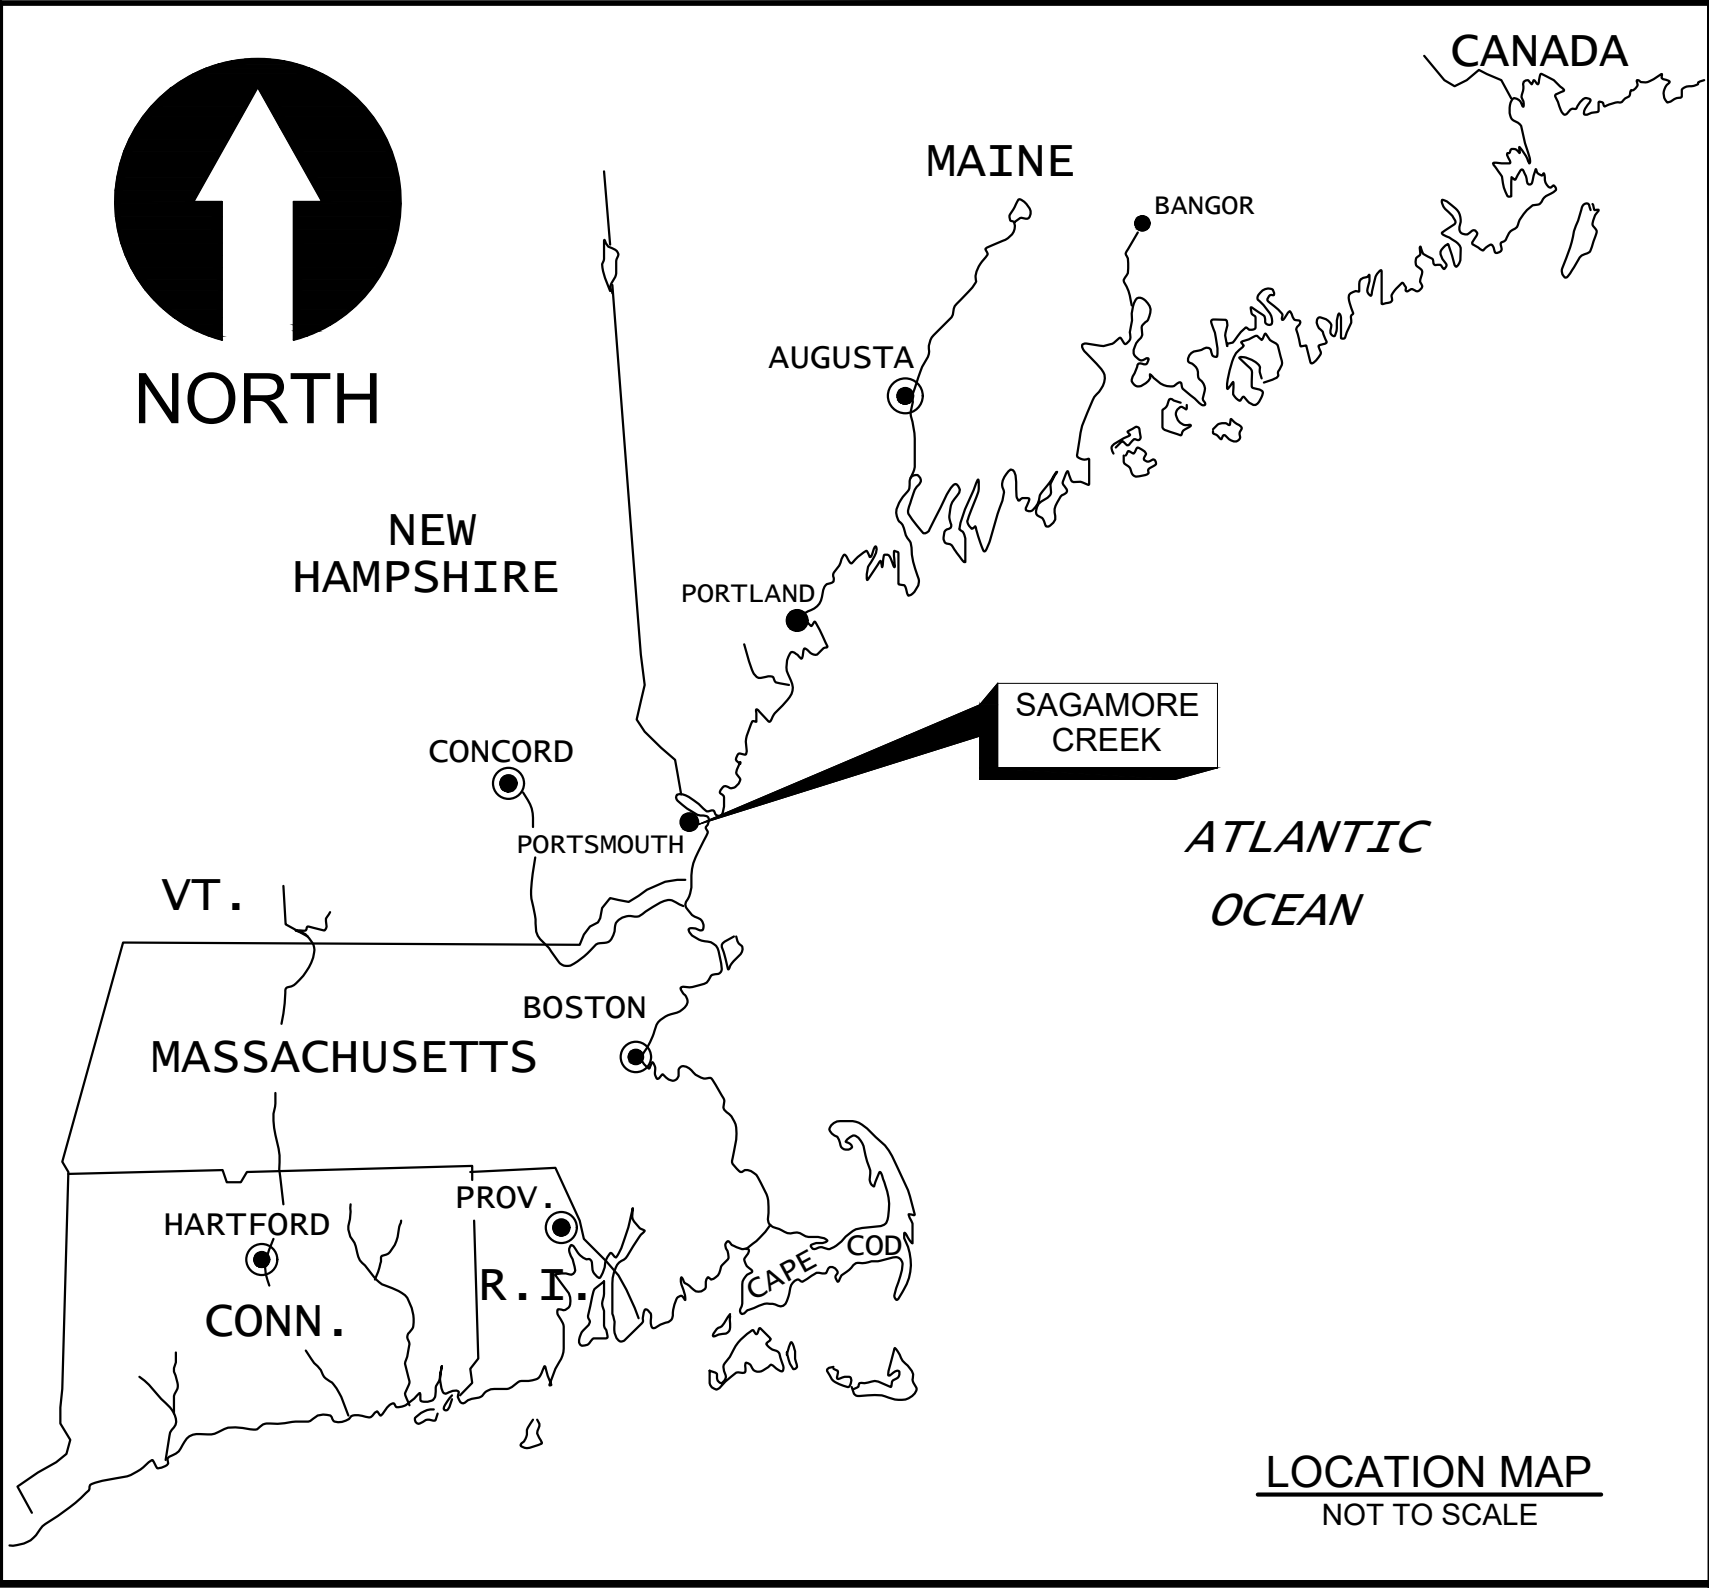 CANADA
MAINE
BANGOR
AUGUSTA
NORTH
NEW
HAMPSHIRE
PORTLAND
SAGAMORE
CREEK
CONCORD
PORTSMOUTH
ATLANTIC
OCEAN
VT.
BOSTON
MASSACHUSETTS
PROV.
HARTFORD
CAPE COD
R.I.
CONN.
LOCATION MAP
NOT TO SCALE